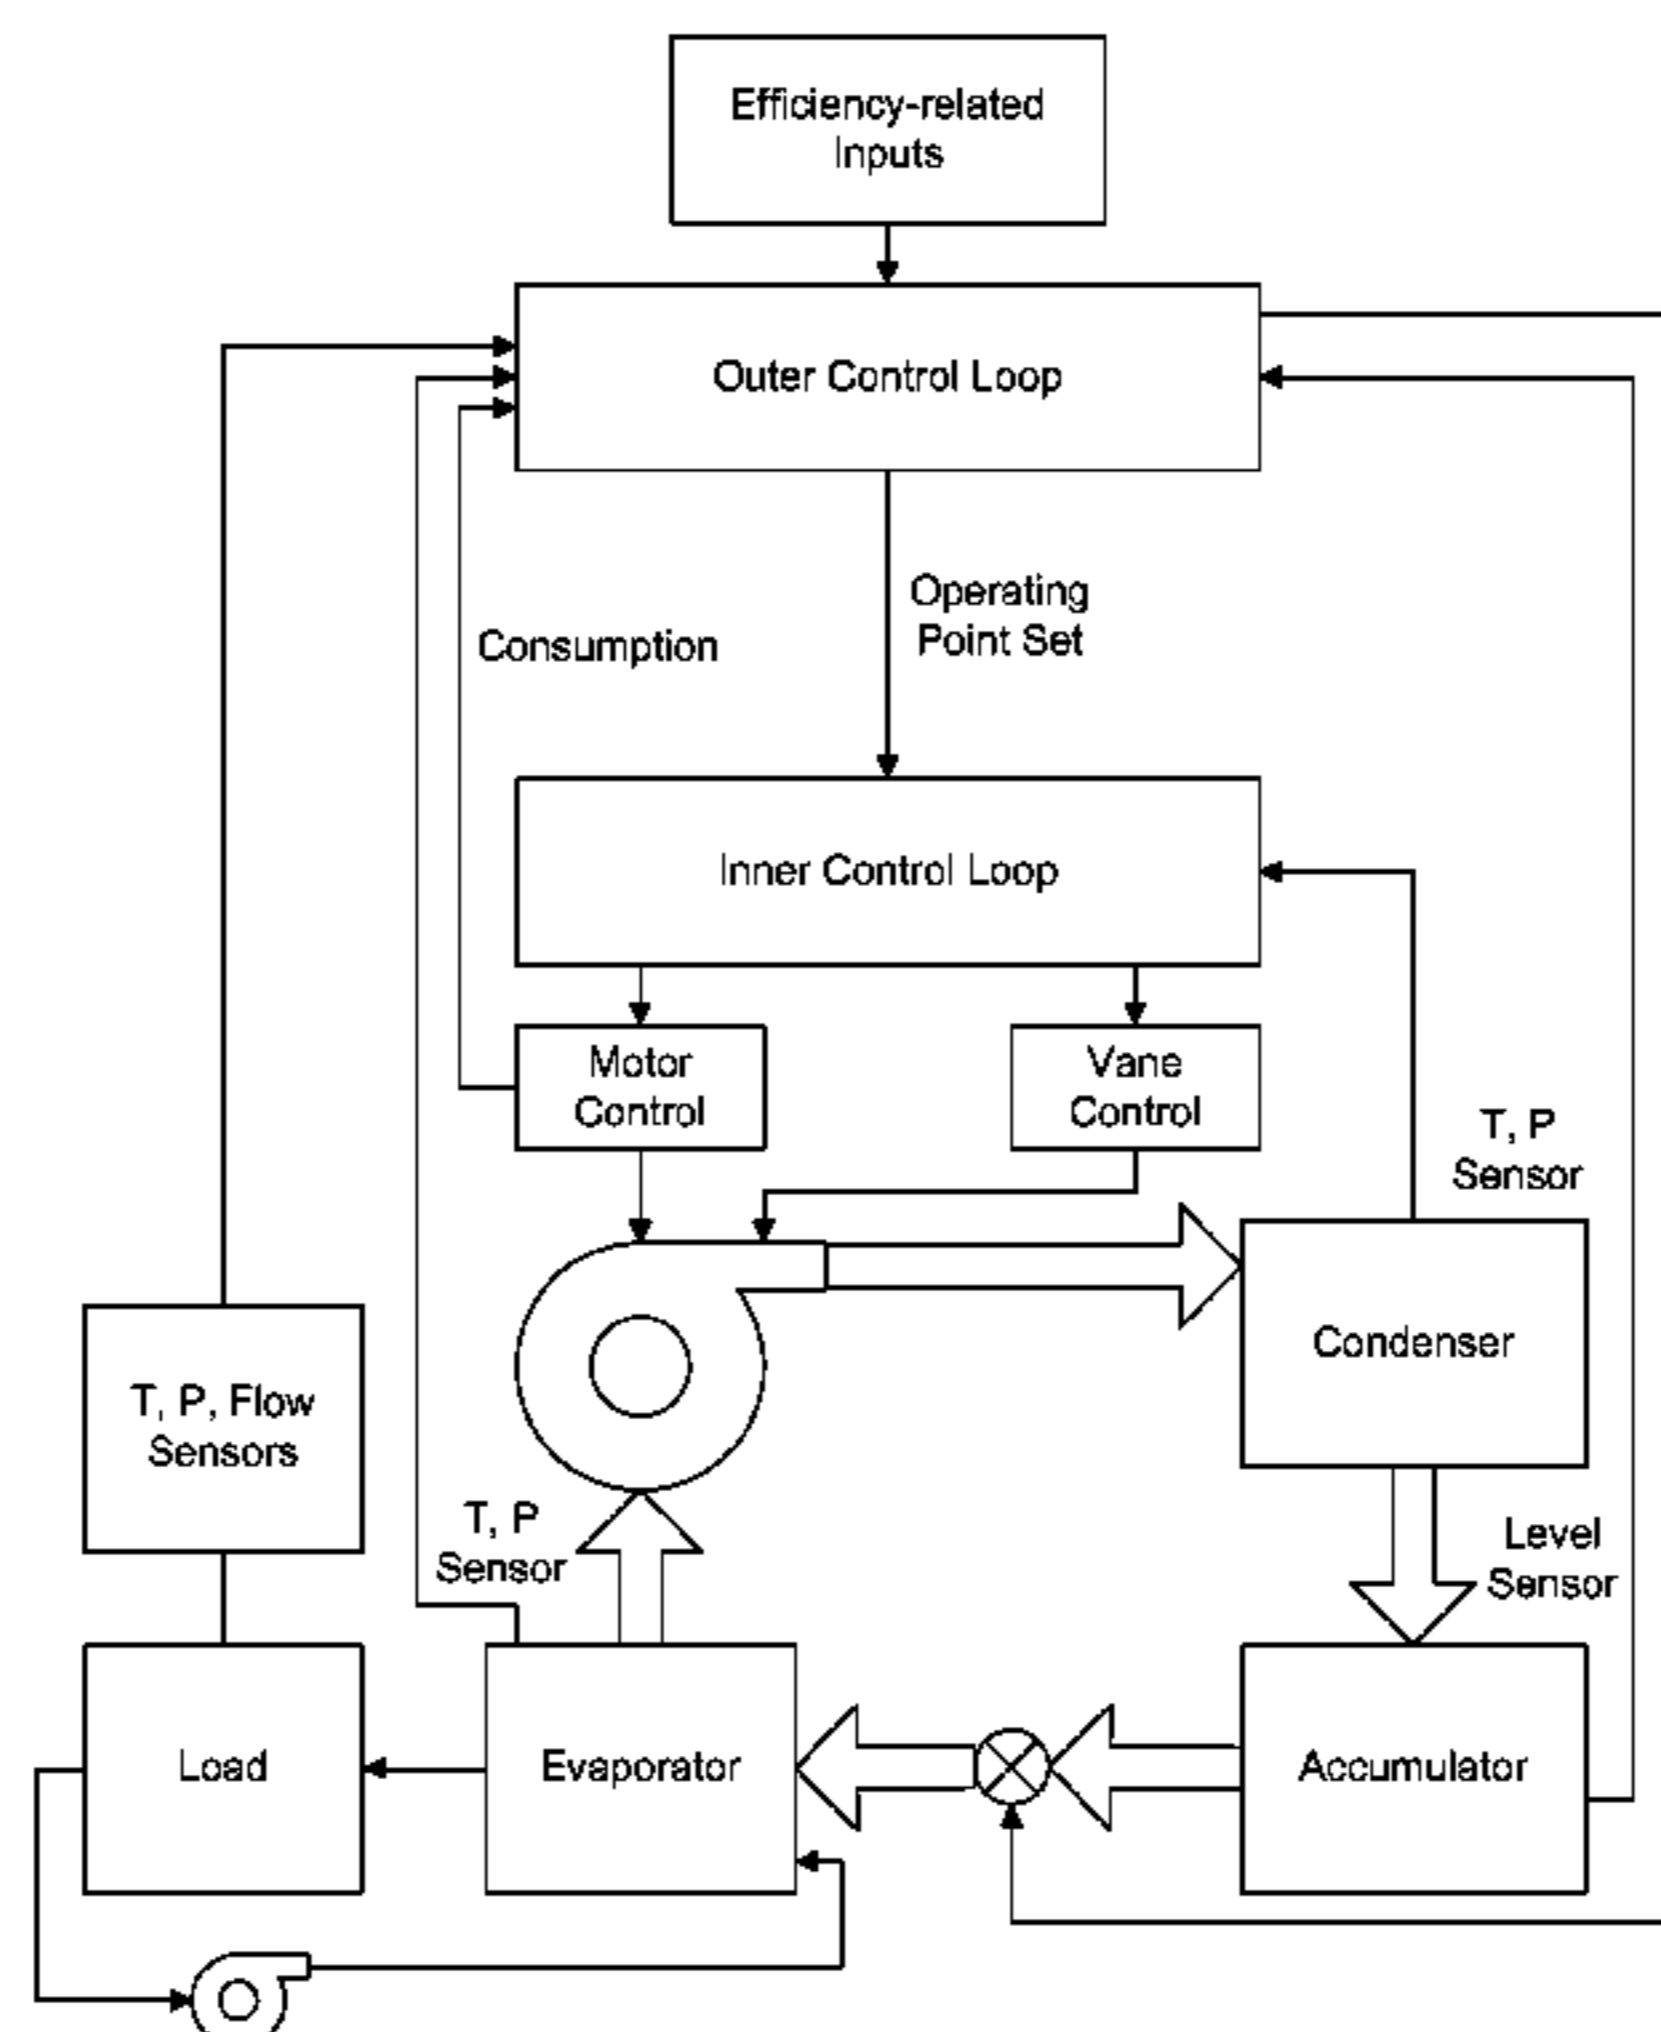 Efficiency-related
Inputs
Outer Control Loop
Operating
Point Set
Consumption
Inner Control Loop
Motor
Control
Vane
Control
T, P
Sensor
Condenser
T, P, Flow
Sensors
T, P
Sensor
Level
Sensor
Load
Evaporator
Accumulator